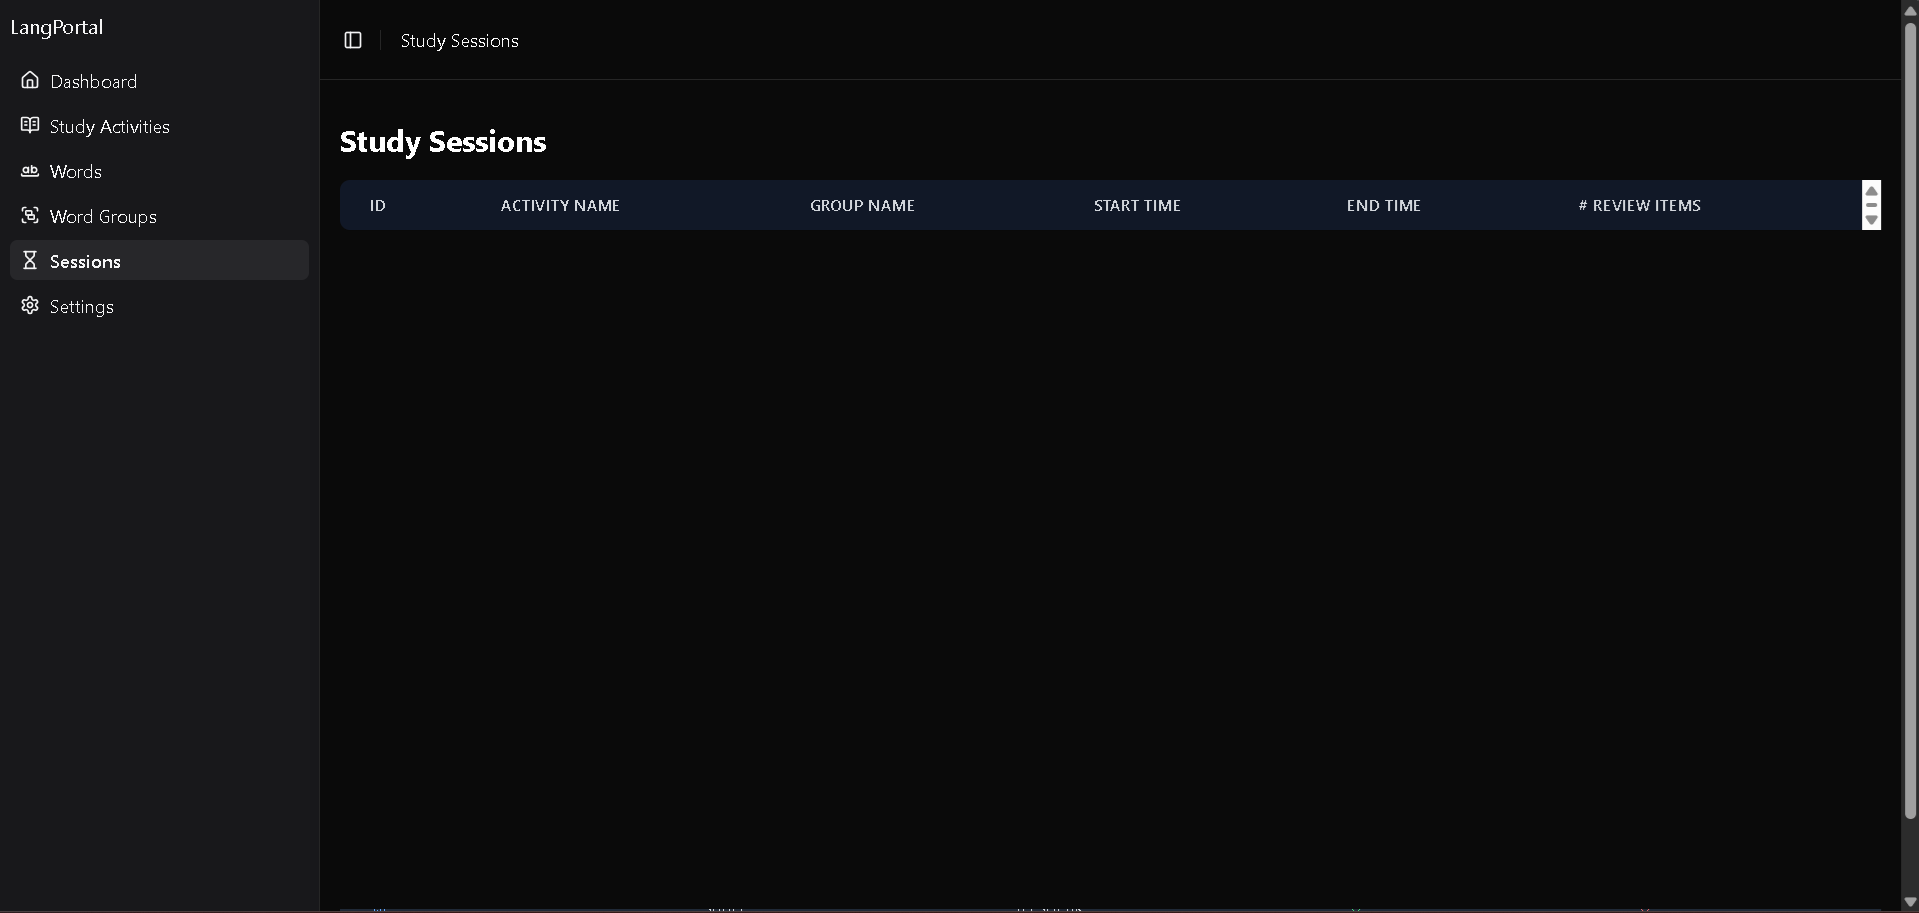 LangPortal
Dashboard
Study Activities
Words
Word Groups
Sessions
Settings
Study Sessions
Study Sessions
ID ACTIVITY NAME GROUP NAME START TIME END TIME # REVIEW ITEMS